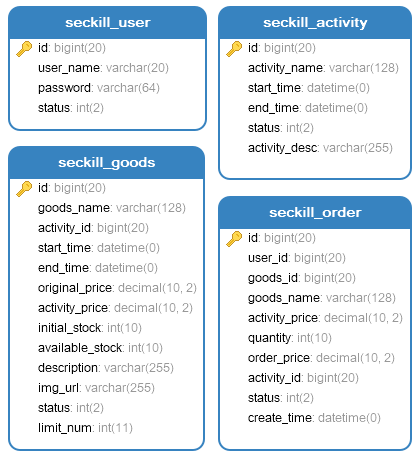 seckill_user
id: bigint(20)
user_name: varchar(20)
password: varchar(64)
status: int(2)
seckill_activity
id: bigint(20)
activity_name: varchar(128)
start_time: datetime(0)
end_time: datetime(0)
status: int(2)
activity_desc: varchar(255)
seckill_goods
id: bigint(20)
goods_name: varchar(128)
activity_id: bigint(20)
start_time: datetime(0)
end_time: datetime(0)
original_price: decimal(10, 2)
activity_price: decimal(10, 2)
initial_stock: int(10)
available_stock: int(10)
description: varchar(255)
img_url: varchar(255)
status: int(2)
limit_num: int(11)
seckill_order
id: bigint(20)
user_id: bigint(20)
goods_id: bigint(20)
goods_name: varchar(128)
activity_price: decimal(10, 2)
quantity: int(10)
order_price: decimal(10, 2)
activity_id: bigint(20)
status: int(2)
create_time: datetime(0)